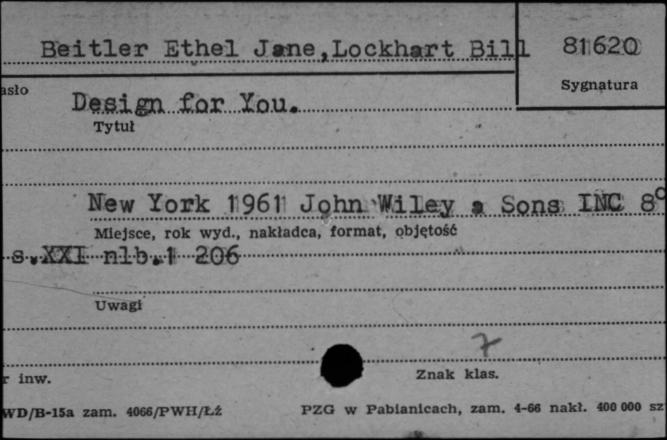 Beitler Ethel Jane,Lockhart Bill 81620
Sygnatura
asło
Design for You.
Tytuł
New York 1961 John Wiley a Sons INC 8°
Miejsce, rok wyd., nakładca, format, objętość
s.XXI nlb.1 206
Uwagi
7
r inw. Znak klas.
WD/B-15a zam. 4066/PWH/Łż PZG w Pabianicach, zam. 4-66 nakł. 400 000 sz